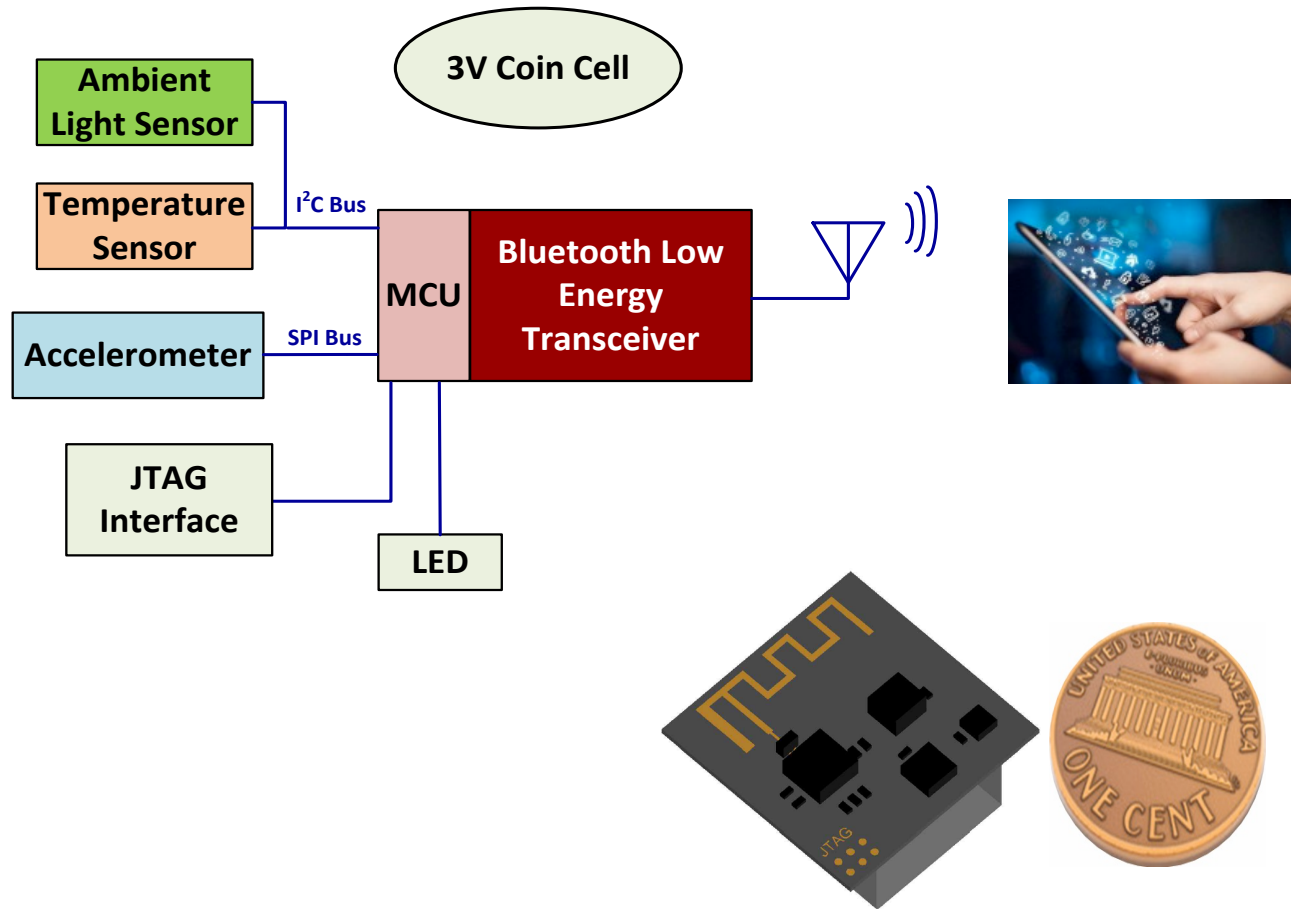 3V Coin Cell
Ambient
Light Sensor
Temperature
Sensor
I²C Bus
MCU
Bluetooth Low
Energy
Transceiver
Accelerometer
SPI Bus
JTAG
Interface
LED
JTAG
UNITED STATES of AMERICA
E·PLURIBUS
·UNUM·
ONE CENT